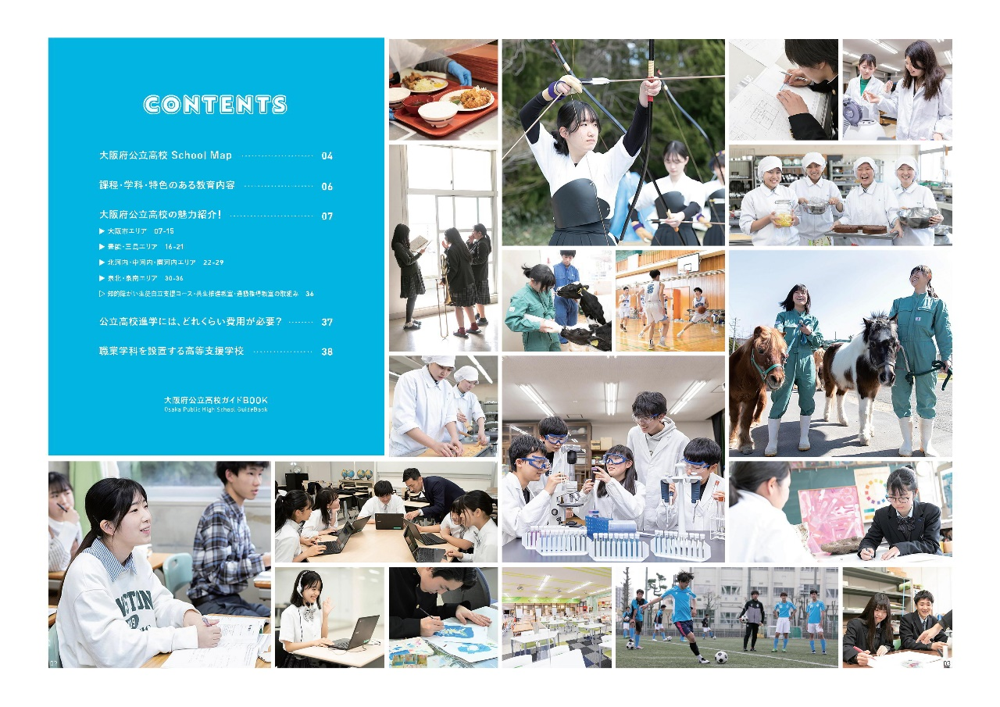 CONTENTS
大阪府公立高校 School Map 04
課程・学科・特色のある教育内容 06
大阪府公立高校の魅力紹介! 07
▶ 大阪市エリア 07-15
▶ 豊能・三島エリア 16-21
▶ 北河内・中河内・南河内エリア 22-29
▶ 泉北・泉南エリア 30-36
▷ 知的障がい生徒自立支援コース・共生推進教室・通級指導教室の取組み 36
公立高校進学には、どれくらい費用が必要? 37
職業学科を設置する高等支援学校 38
大阪府公立高校ガイドBOOK
Osaka Public High School GuideBook
02
03